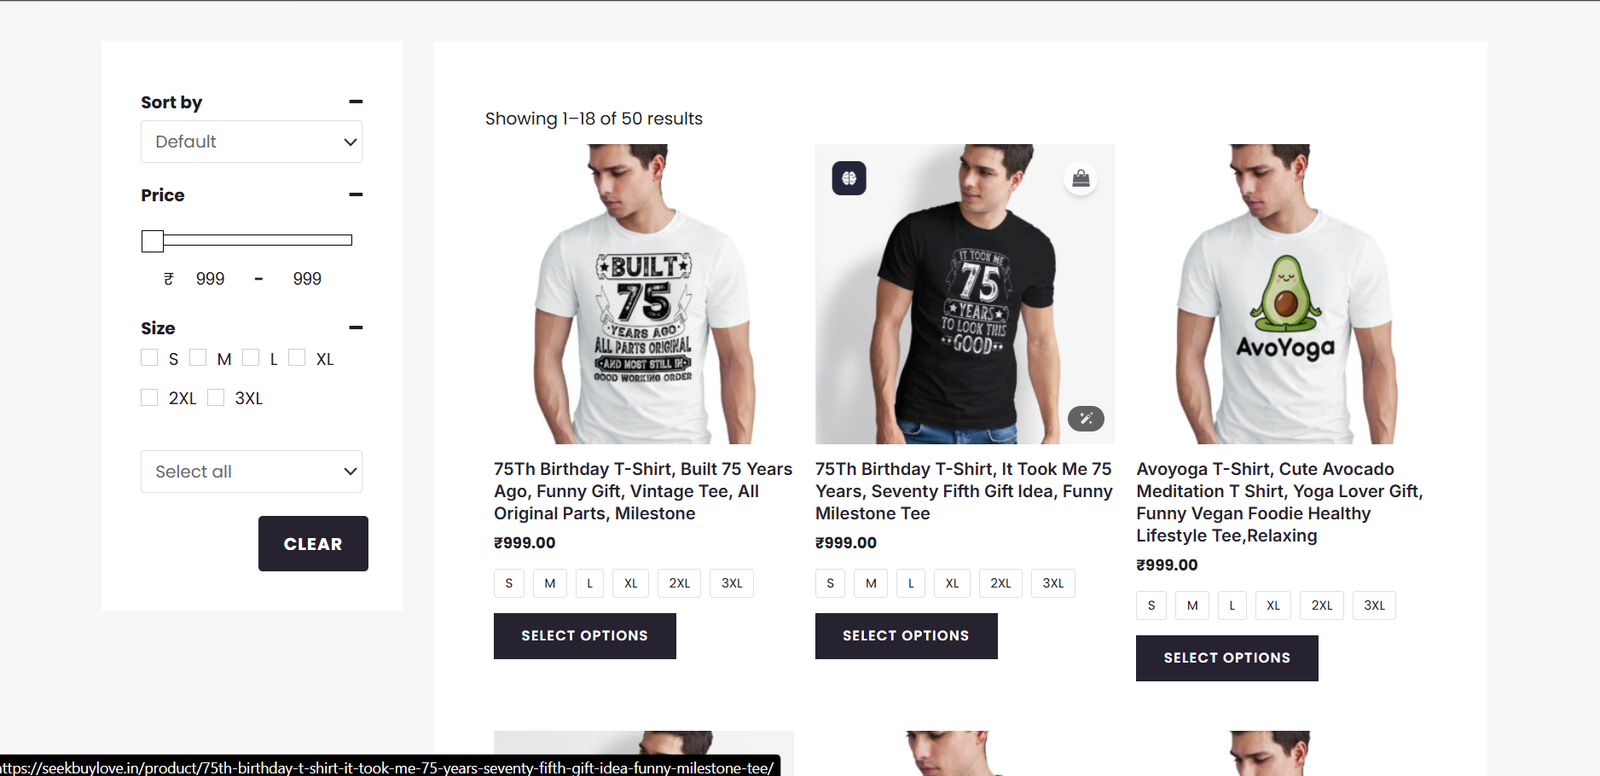 Sort by
Default
Price
₹ 999 - 999
Size
S M L XL
2XL 3XL
Select all
CLEAR
Showing 1–18 of 50 results
BUILT
75
YEARS AGO
ALL PARTS ORIGINAL
AND MOST STILL IN
GOOD WORKING ORDER
75Th Birthday T-Shirt, Built 75 Years
Ago, Funny Gift, Vintage Tee, All
Original Parts, Milestone
₹999.00
S M L XL 2XL 3XL
SELECT OPTIONS
IT TOOK ME
75
YEARS
TO LOOK THIS
GOOD
75Th Birthday T-Shirt, It Took Me 75
Years, Seventy Fifth Gift Idea, Funny
Milestone Tee
₹999.00
S M L XL 2XL 3XL
SELECT OPTIONS
AvoYoga
Avoyoga T-Shirt, Cute Avocado
Meditation T Shirt, Yoga Lover Gift,
Funny Vegan Foodie Healthy
Lifestyle Tee,Relaxing
₹999.00
S M L XL 2XL 3XL
SELECT OPTIONS
ttps://seekbuylove.in/product/75th-birthday-t-shirt-it-took-me-75-years-seventy-fifth-gift-idea-funny-milestone-tee/